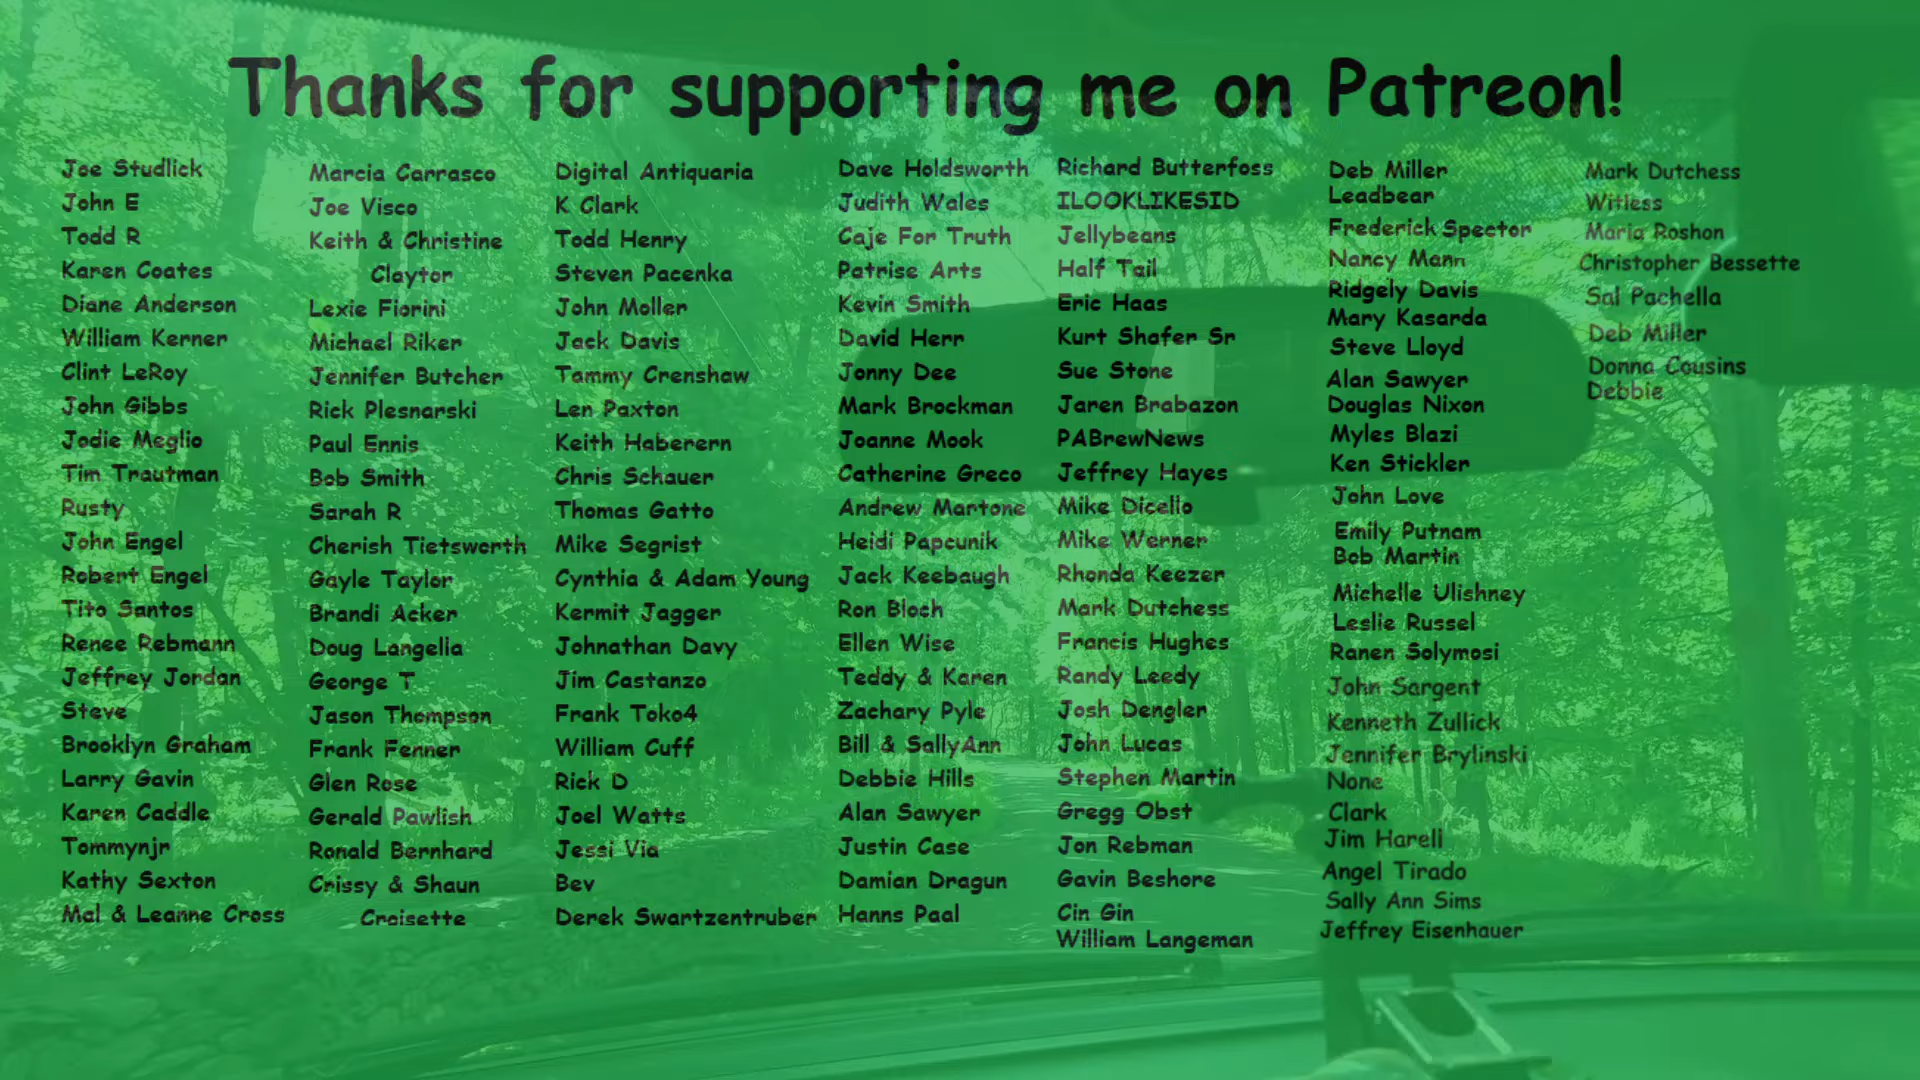 Thanks for supporting me on Patreon!
Joe Studlick
John E
Todd R
Karen Coates
Diane Anderson
William Kerner
Clint LeRoy
John Gibbs
Jodie Meglio
Tim Trautman
Rusty
John Engel
Robert Engel
Tito Santos
Renee Rebmann
Jeffrey Jordan
Steve
Brooklyn Graham
Larry Gavin
Karen Caddle
Tommynjr
Kathy Sexton
Mal & Leanne Cross
Marcia Carrasco
Joe Visco
Keith & Christine
Claytor
Lexie Fiorini
Michael Riker
Jennifer Butcher
Rick Plesnarski
Paul Ennis
Bob Smith
Sarah R
Cherish Tietsworth
Gayle Taylor
Brandi Acker
Doug Langelia
George T
Jason Thompson
Frank Fenner
Glen Rose
Gerald Pawlish
Ronald Bernhard
Crissy & Shaun
Croisette
Digital Antiquaria
K Clark
Todd Henry
Steven Pacenka
John Moller
Jack Davis
Tammy Crenshaw
Len Paxton
Keith Haberern
Chris Schauer
Thomas Gatto
Mike Segrist
Cynthia & Adam Young
Kermit Jagger
Johnathan Davy
Jim Castanzo
Frank Toko4
William Cuff
Rick D
Joel Watts
Jessi Via
Bev
Derek Swartzentruber
Dave Holdsworth
Judith Wales
Caje For Truth
Patrise Arts
Kevin Smith
David Herr
Jonny Dee
Mark Brockman
Joanne Mook
Catherine Greco
Andrew Martone
Heidi Papcunik
Jack Keebaugh
Ron Bloch
Ellen Wise
Teddy & Karen
Zachary Pyle
Bill & SallyAnn
Debbie Hills
Alan Sawyer
Justin Case
Damian Dragun
Hanns Paal
Richard Butterfoss
ILOOKLIKESID
Jellybeans
Half Tail
Eric Haas
Kurt Shafer Sr
Sue Stone
Jaren Brabazon
PABrewNews
Jeffrey Hayes
Mike Dicello
Mike Werner
Rhonda Keezer
Mark Dutchess
Francis Hughes
Randy Leedy
Josh Dengler
John Lucas
Stephen Martin
Gregg Obst
Jon Rebman
Gavin Beshore
Cin Gin
William Langeman
Deb Miller
Leadbear
Frederick Spector
Nancy Mann
Ridgely Davis
Mary Kasarda
Steve Lloyd
Alan Sawyer
Douglas Nixon
Myles Blazi
Ken Stickler
John Love
Emily Putnam
Bob Martin
Michelle Ulishney
Leslie Russel
Ranen Solymosi
John Sargent
Kenneth Zullick
Jennifer Brylinski
None
Clark
Jim Harell
Angel Tirado
Sally Ann Sims
Jeffrey Eisenhauer
Mark Dutchess
Witless
Maria Roshon
Christopher Bessette
Sal Pachella
Deb Miller
Donna Cousins
Debbie